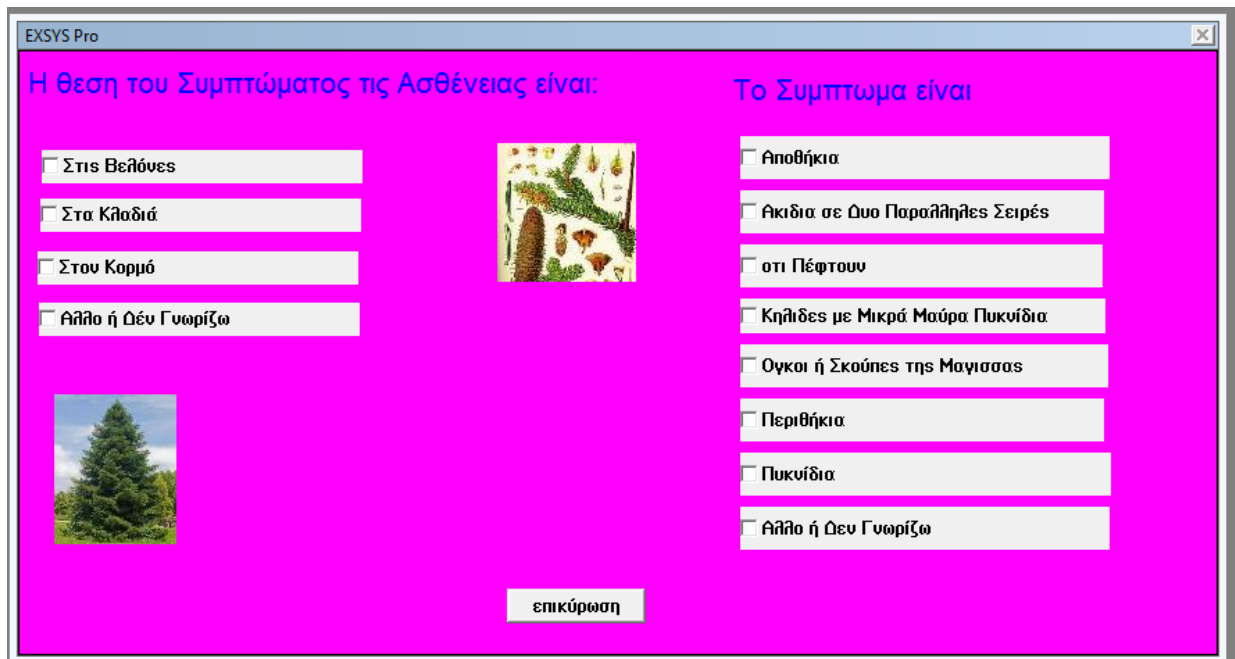 EXSYS Pro
Η θεση του Συμπτώματος τις Ασθένειας είναι:
Στις Βελόνες
Στα Κλαδιά
Στον Κορμό
Αλλο ή Δέν Γνωρίζω
Το Συμπτωμα είναι
Αποθήκια
Ακιδια σε Δυο Παραλληλες Σειρές
οτι Πέφτουν
Κηλιδες με Μικρά Μαύρα Πυκνίδια
Ογκοι ή Σκούπες της Μαγισσας
Περιθήκια
Πυκνίδια
Αλλο ή Δεν Γνωρίζω
επικύρωση